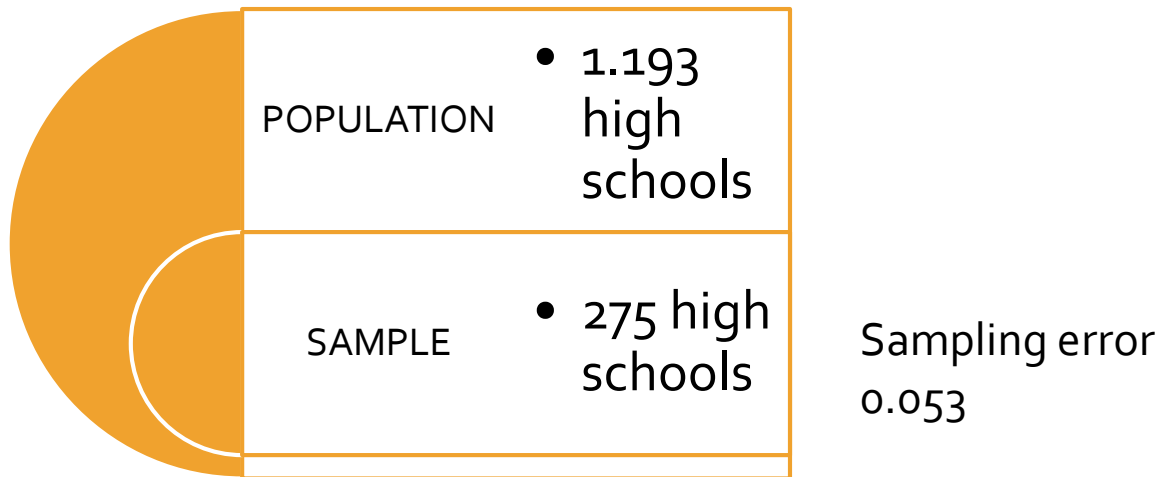 POPULATION
• 1.193
high
schools
SAMPLE
• 275 high
schools
Sampling error
0.053